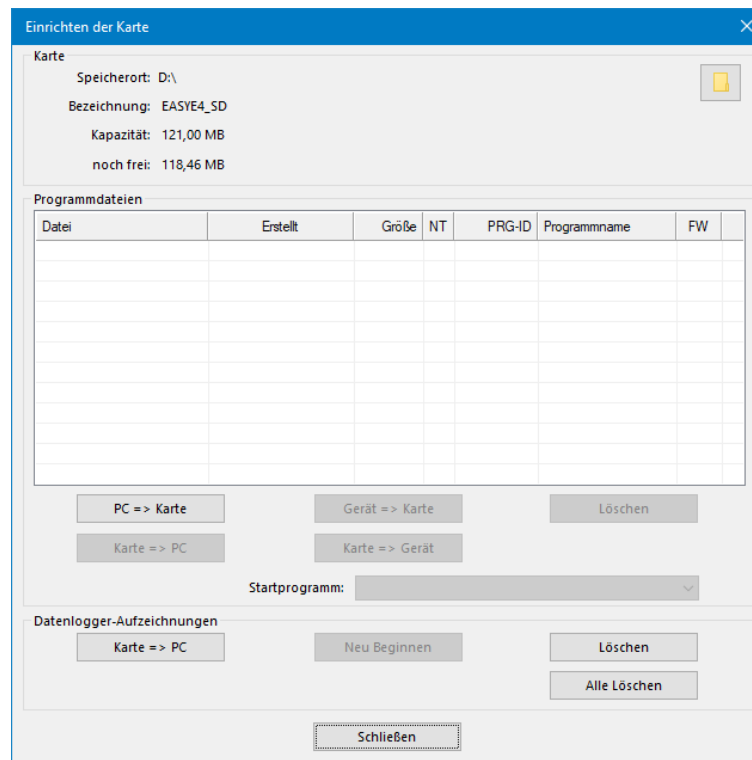 Einrichten der Karte
Karte
Speicherort: D:\
Bezeichnung: EASYE4_SD
Kapazität: 121,00 MB
noch frei: 118,46 MB
Programmdateien
Datei Erstellt Größe NT PRG-ID Programmname FW
PC => Karte Gerät => Karte Löschen
Karte => PC Karte => Gerät
Startprogramm:
Datenlogger-Aufzeichnungen
Karte => PC Neu Beginnen Löschen
Alle Löschen
Schließen